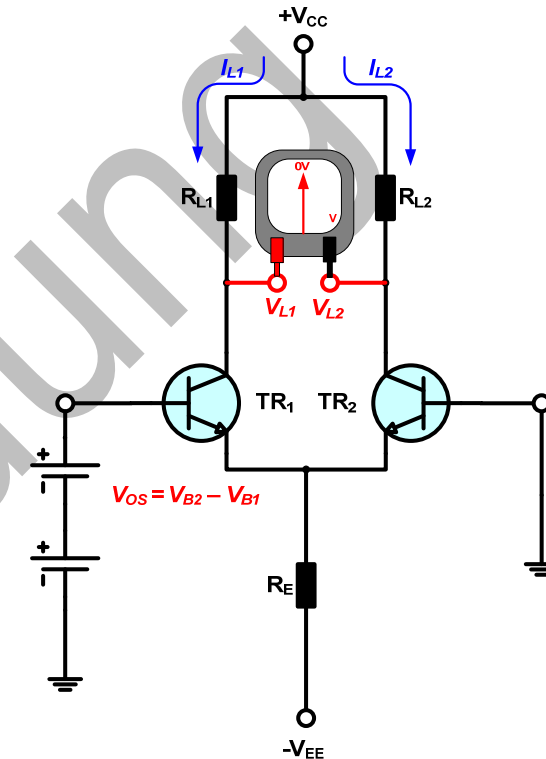 +VCC
IL1
IL2
0V
V
RL1
RL2
VL1
VL2
TR1
TR2
+
-
VOS = VB2 – VB1
+
-
RE
-VEE